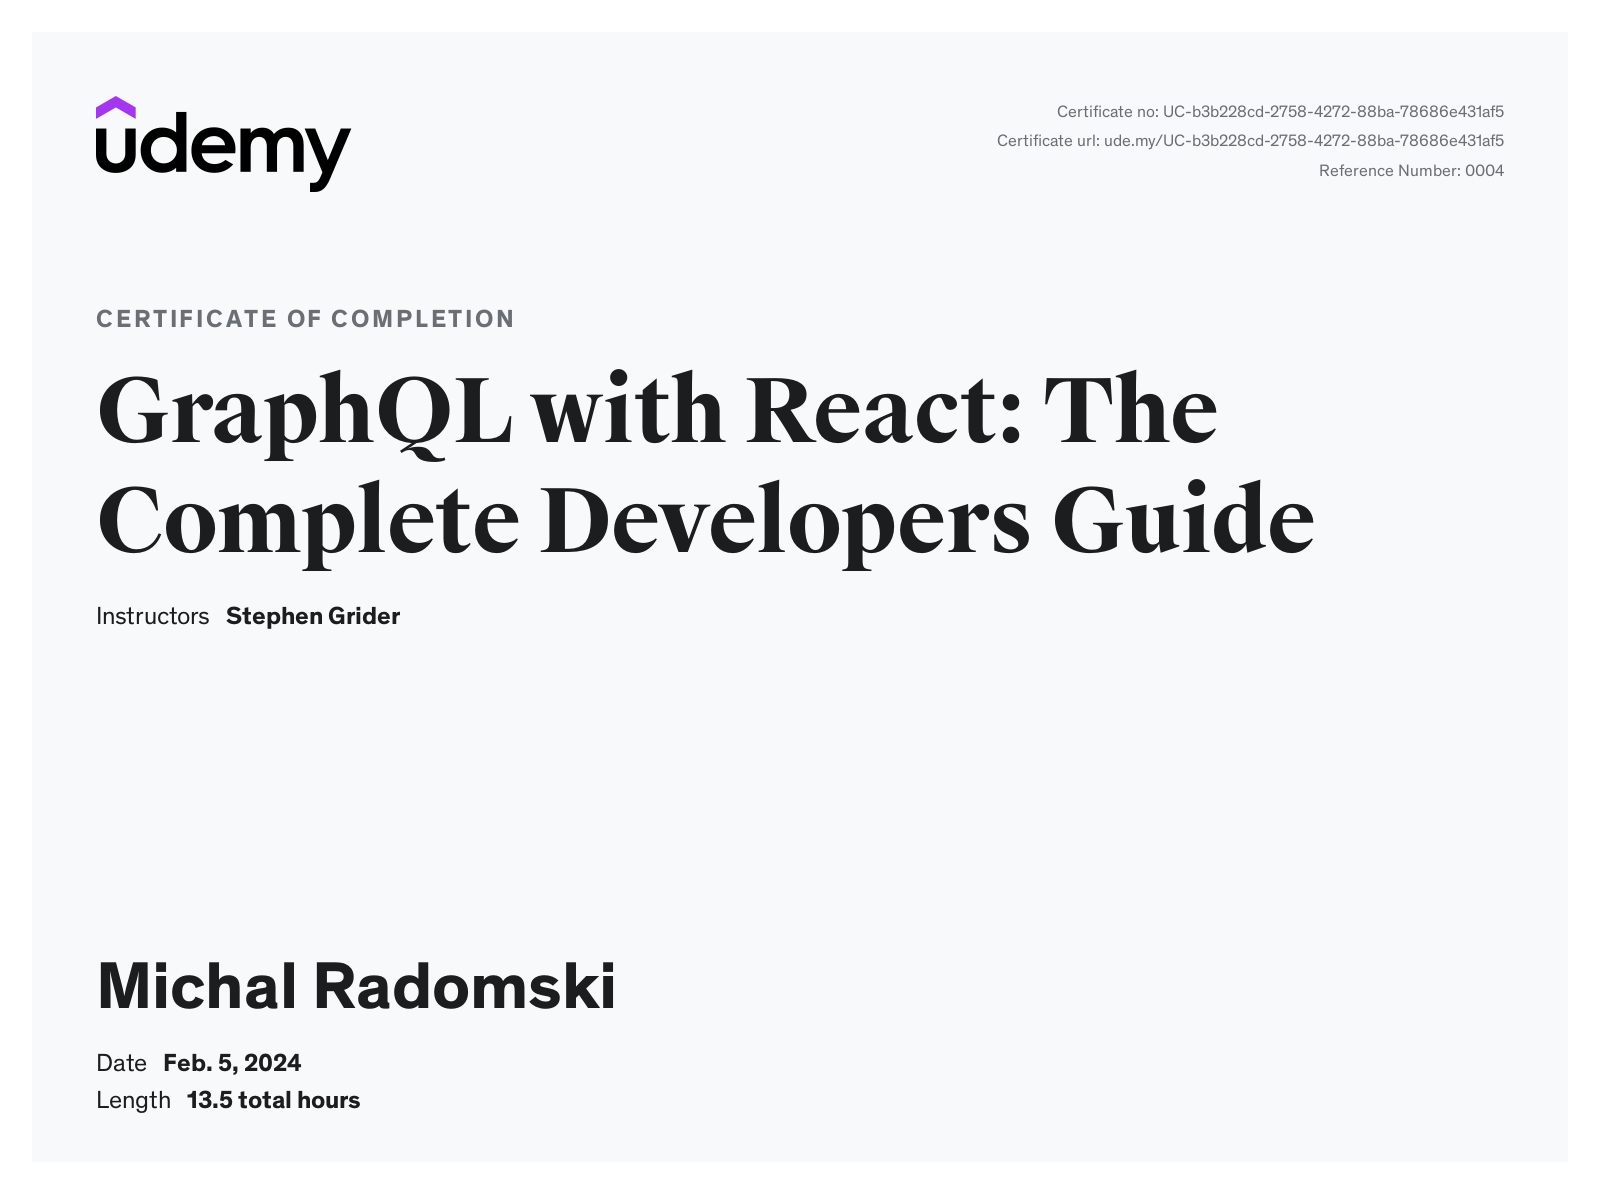 udemy
Certificate no: UC-b3b228cd-2758-4272-88ba-78686e431af5
Certificate url: ude.my/UC-b3b228cd-2758-4272-88ba-78686e431af5
Reference Number: 0004
CERTIFICATE OF COMPLETION
GraphQL with React: The
Complete Developers Guide
Instructors Stephen Grider
Michal Radomski
Date Feb. 5, 2024
Length 13.5 total hours